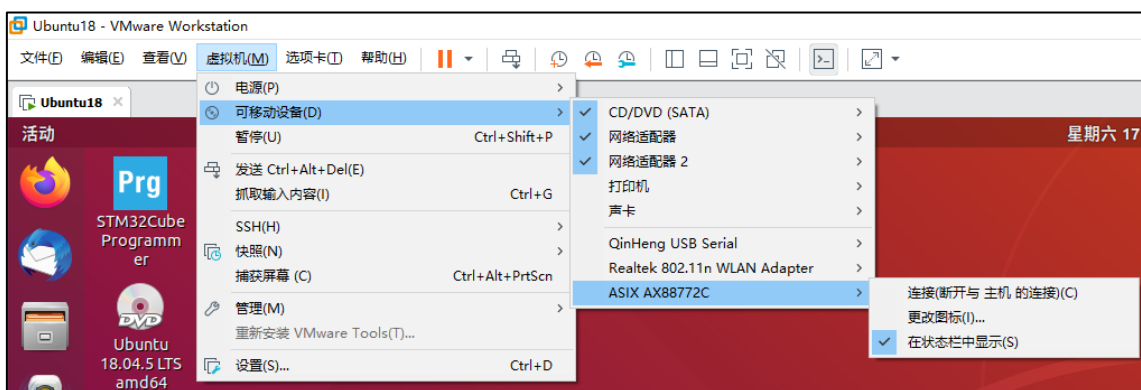 Ubuntu18 - VMware Workstation
文件(F) 编辑(E) 查看(V) 虚拟机(M) 选项卡(T) 帮助(H)
Ubuntu18
活动
星期六 17
Prg
STM32Cube
Programm
er
DVD
Ubuntu
18.04.5 LTS
amd64
电源(P)
可移动设备(D)
暂停(U) Ctrl+Shift+P
发送 Ctrl+Alt+Del(E)
抓取输入内容(I) Ctrl+G
SSH(H)
快照(N)
捕获屏幕 (C) Ctrl+Alt+PrtScn
管理(M)
重新安装 VMware Tools(T)...
设置(S)... Ctrl+D
CD/DVD (SATA)
网络适配器
网络适配器 2
打印机
声卡
QinHeng USB Serial
Realtek 802.11n WLAN Adapter
ASIX AX88772C
连接(断开与 主机 的连接)(C)
更改图标(I)...
在状态栏中显示(S)